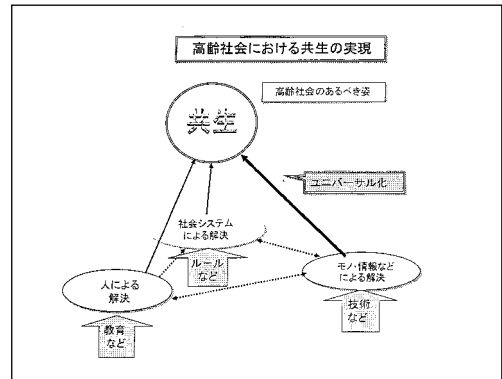 高齢社会における共生の実現
高齢社会のあるべき姿
共生
ユニバーサル化
社会システム
による解決
ルール
など
モノ・情報など
による解決
人による
解決
技術
など
教育
など